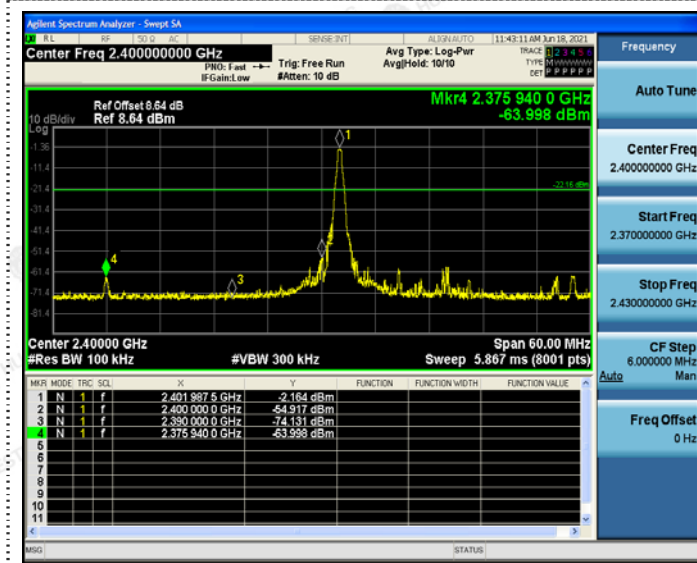 Agilent Spectrum Analyzer - Swept SA
RL RF 50 Ω AC SENSE:INT ALIGNAUTO 11:43:11 AM Jun 18, 2021
Center Freq 2.400000000 GHz
PNO: Fast
IFGain:Low
Trig: Free Run
#Atten: 10 dB
Avg Type: Log-Pwr
Avg|Hold: 10/10
TRACE 1 2 3 4 5 6
TYPE M
DET P P P P P P
Frequency
Ref Offset 8.64 dB
10 dB/div Ref 8.64 dBm
Log
Mkr4 2.375 940 0 GHz
-63.998 dBm
-1.36
-11.4
-21.4
-31.4
-41.4
-51.4
-61.4
-71.4
-81.4
1
-22.16 dBm
2
3
4
Center 2.40000 GHz Span 60.00 MHz
#Res BW 100 kHz #VBW 300 kHz Sweep 5.867 ms (8001 pts)
MKR MODE TRC SCL X Y FUNCTION FUNCTION WIDTH FUNCTION VALUE
1 N 1 f 2.401 987 5 GHz -2.164 dBm
2 N 1 f 2.400 000 0 GHz -54.917 dBm
3 N 1 f 2.390 000 0 GHz -74.131 dBm
4 N 1 f 2.375 940 0 GHz -63.998 dBm
5
6
7
8
9
10
11
MSG STATUS
Auto Tune
Center Freq
2.400000000 GHz
Start Freq
2.370000000 GHz
Stop Freq
2.430000000 GHz
CF Step
6.000000 MHz
Auto Man
Freq Offset
0 Hz